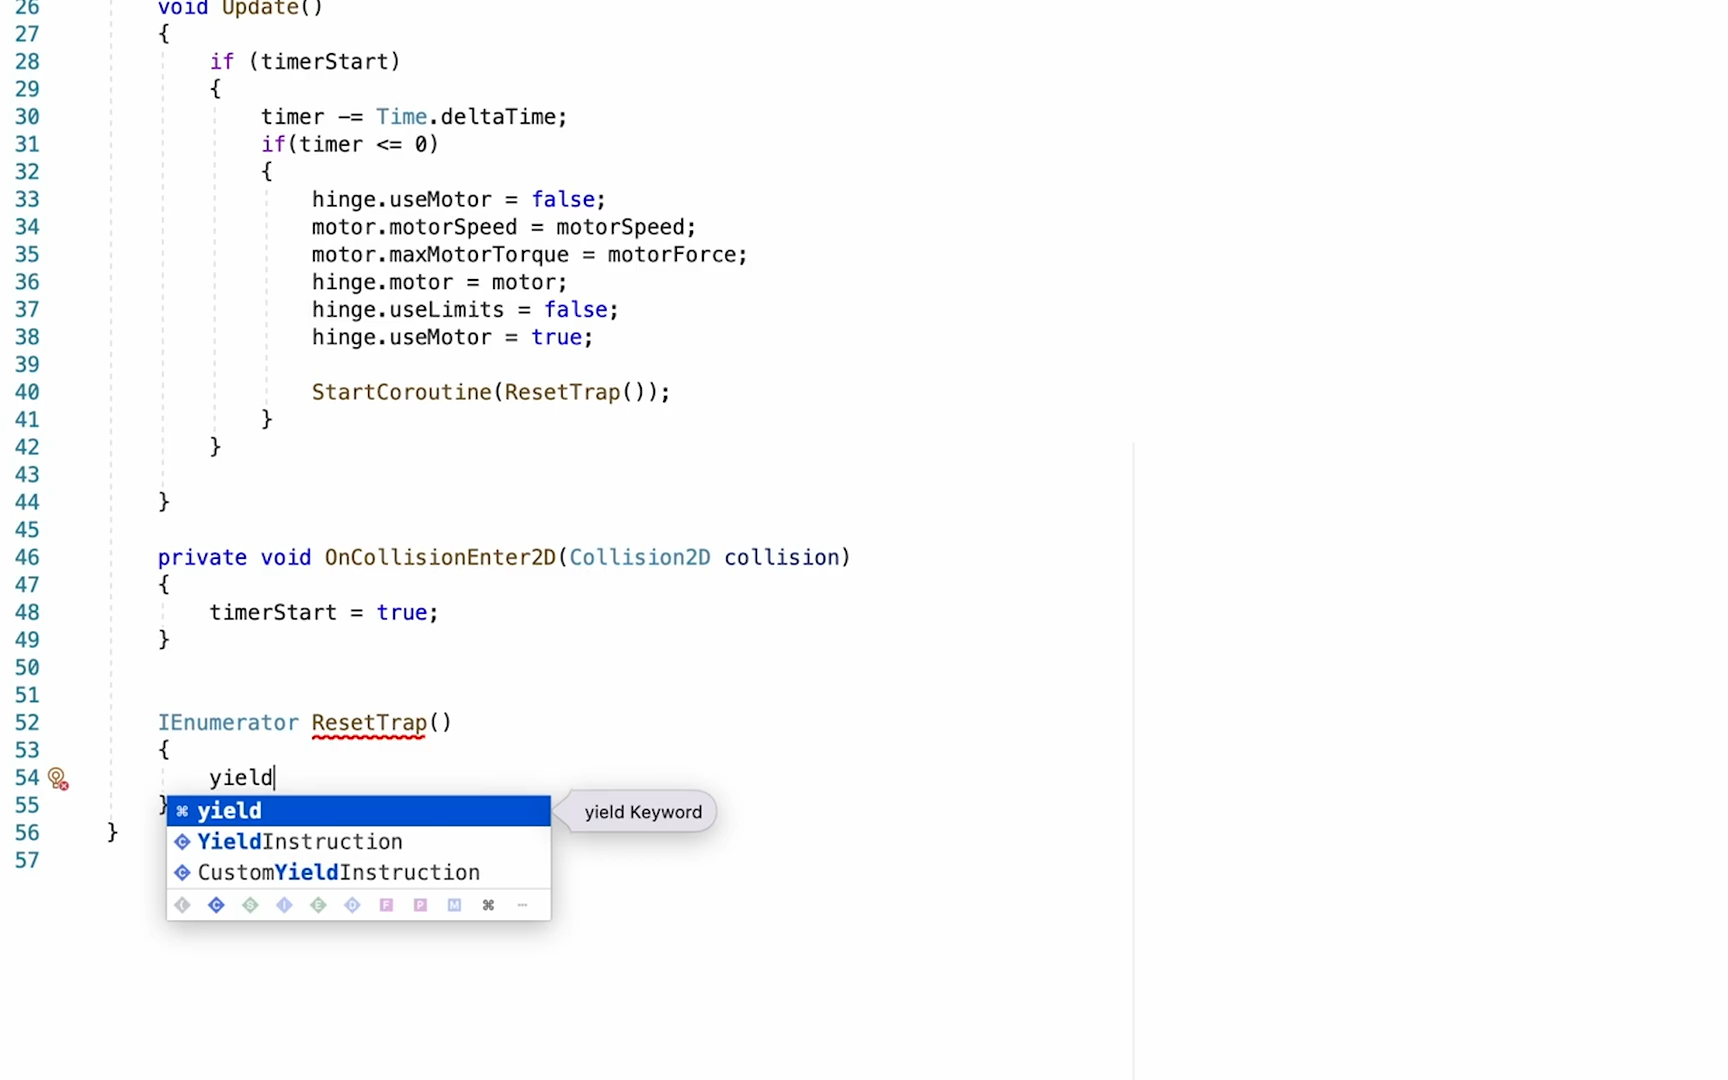 26 void Update()
27 {
28 if (timerStart)
29 {
30 timer -= Time.deltaTime;
31 if(timer <= 0)
32 {
33 hinge.useMotor = false;
34 motor.motorSpeed = motorSpeed;
35 motor.maxMotorTorque = motorForce;
36 hinge.motor = motor;
37 hinge.useLimits = false;
38 hinge.useMotor = true;
39
40 StartCoroutine(ResetTrap());
41 }
42 }
43
44 }
45
46 private void OnCollisionEnter2D(Collision2D collision)
47 {
48 timerStart = true;
49 }
50
51
52 IEnumerator ResetTrap()
53 {
54 yield
55 }
⌘ yield
yield Keyword
56 }
C YieldInstruction
57
C CustomYieldInstruction
C S I E D F P M ⌘ ...